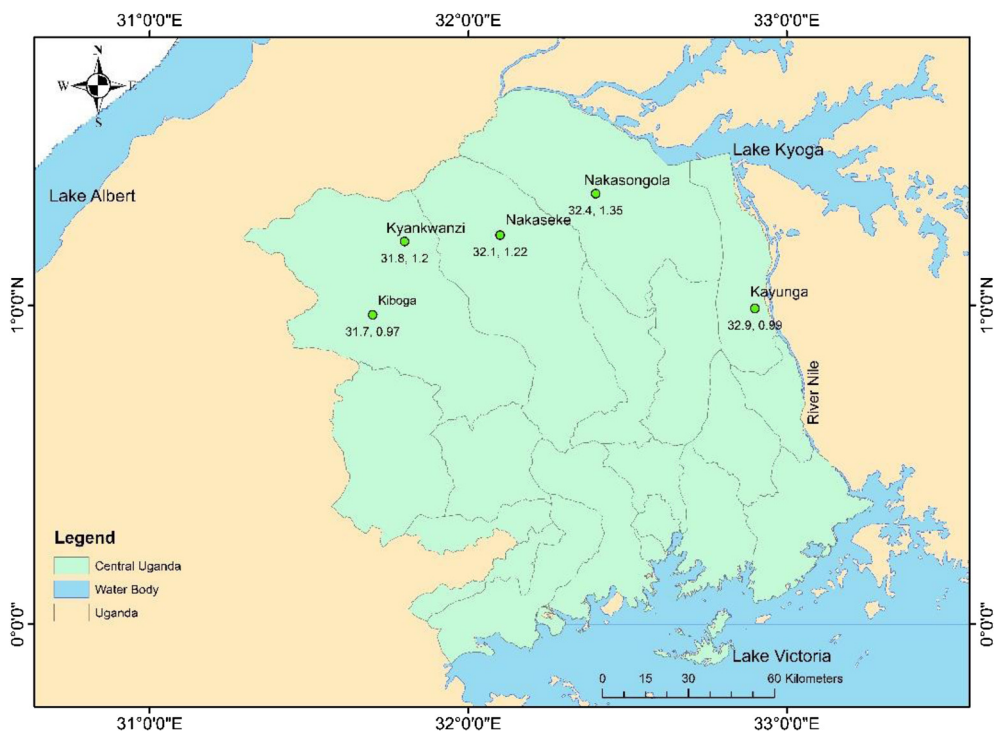 31°0'0"E 32°0'0"E 33°0'0"E
N
W E
S
Lake Kyoga
Lake Albert
Nakasongola
32.4, 1.35
Nakaseke
32.1, 1.22
Kyankwanzi
31.8, 1.2
Kayunga
32.9, 0.99
Kiboga
31.7, 0.97
1°0'0"N 1°0'0"N
River Nile
Legend
Central Uganda
Water Body
Uganda
0°0'0" 0°0'0"
Lake Victoria
0 15 30 60 Kilometers
31°0'0"E 32°0'0"E 33°0'0"E